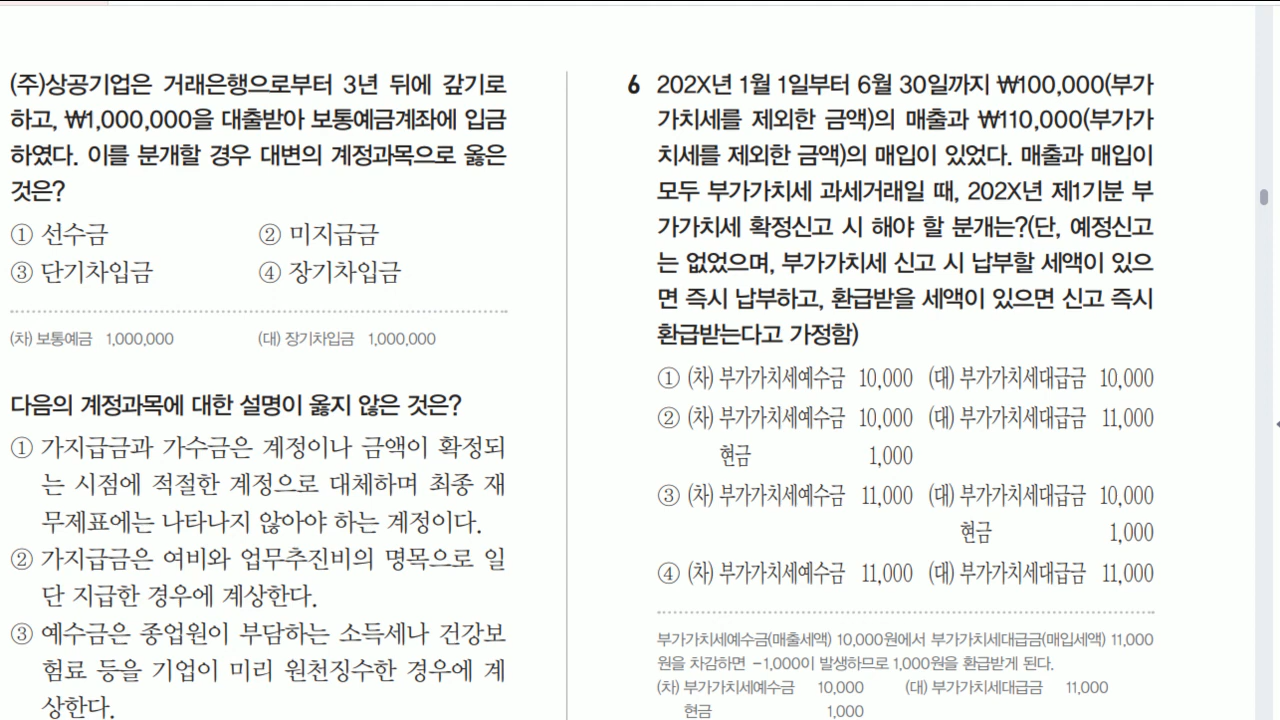 (주)상공기업은 거래은행으로부터 3년 뒤에 갚기로
하고, ₩1,000,000을 대출받아 보통예금계좌에 입금
하였다. 이를 분개할 경우 대변의 계정과목으로 옳은
것은?
① 선수금 ② 미지급금
③ 단기차입금 ④ 장기차입금
(차) 보통예금 1,000,000 (대) 장기차입금 1,000,000
다음의 계정과목에 대한 설명이 옳지 않은 것은?
① 가지급금과 가수금은 계정이나 금액이 확정되
는 시점에 적절한 계정으로 대체하며 최종 재
무제표에는 나타나지 않아야 하는 계정이다.
② 가지급금은 여비와 업무추진비의 명목으로 일
단 지급한 경우에 계상한다.
③ 예수금은 종업원이 부담하는 소득세나 건강보
험료 등을 기업이 미리 원천징수한 경우에 계
상한다.
6 202X년 1월 1일부터 6월 30일까지 ₩100,000(부가
가치세를 제외한 금액)의 매출과 ₩110,000(부가가
치세를 제외한 금액)의 매입이 있었다. 매출과 매입이
모두 부가가치세 과세거래일 때, 202X년 제1기분 부
가가치세 확정신고 시 해야 할 분개는?(단, 예정신고
는 없었으며, 부가가치세 신고 시 납부할 세액이 있으
면 즉시 납부하고, 환급받을 세액이 있으면 신고 즉시
환급받는다고 가정함)
① (차) 부가가치세예수금 10,000 (대) 부가가치세대급금 10,000
② (차) 부가가치세예수금 10,000 (대) 부가가치세대급금 11,000
현금 1,000
③ (차) 부가가치세예수금 11,000 (대) 부가가치세대급금 10,000
현금 1,000
④ (차) 부가가치세예수금 11,000 (대) 부가가치세대급금 11,000
부가가치세예수금(매출세액) 10,000원에서 부가가치세대급금(매입세액) 11,000
원을 차감하면 -1,000이 발생하므로 1,000원을 환급받게 된다.
(차) 부가가치세예수금 10,000 (대) 부가가치세대급금 11,000
현금 1,000